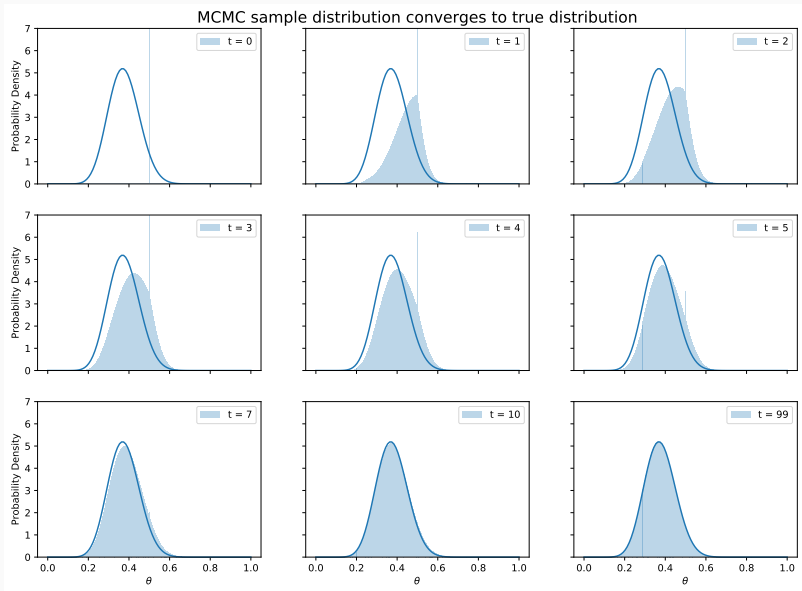 MCMC sample distribution converges to true distribution
7
6
5
4
3
2
1
0
Probability Density
t = 0
t = 1
t = 2
7
6
5
4
3
2
1
0
Probability Density
t = 3
t = 4
t = 5
7
6
5
4
3
2
1
0
Probability Density
t = 7
t = 10
t = 99
0.0 0.2 0.4 0.6 0.8 1.0
θ
0.0 0.2 0.4 0.6 0.8 1.0
θ
0.0 0.2 0.4 0.6 0.8 1.0
θ